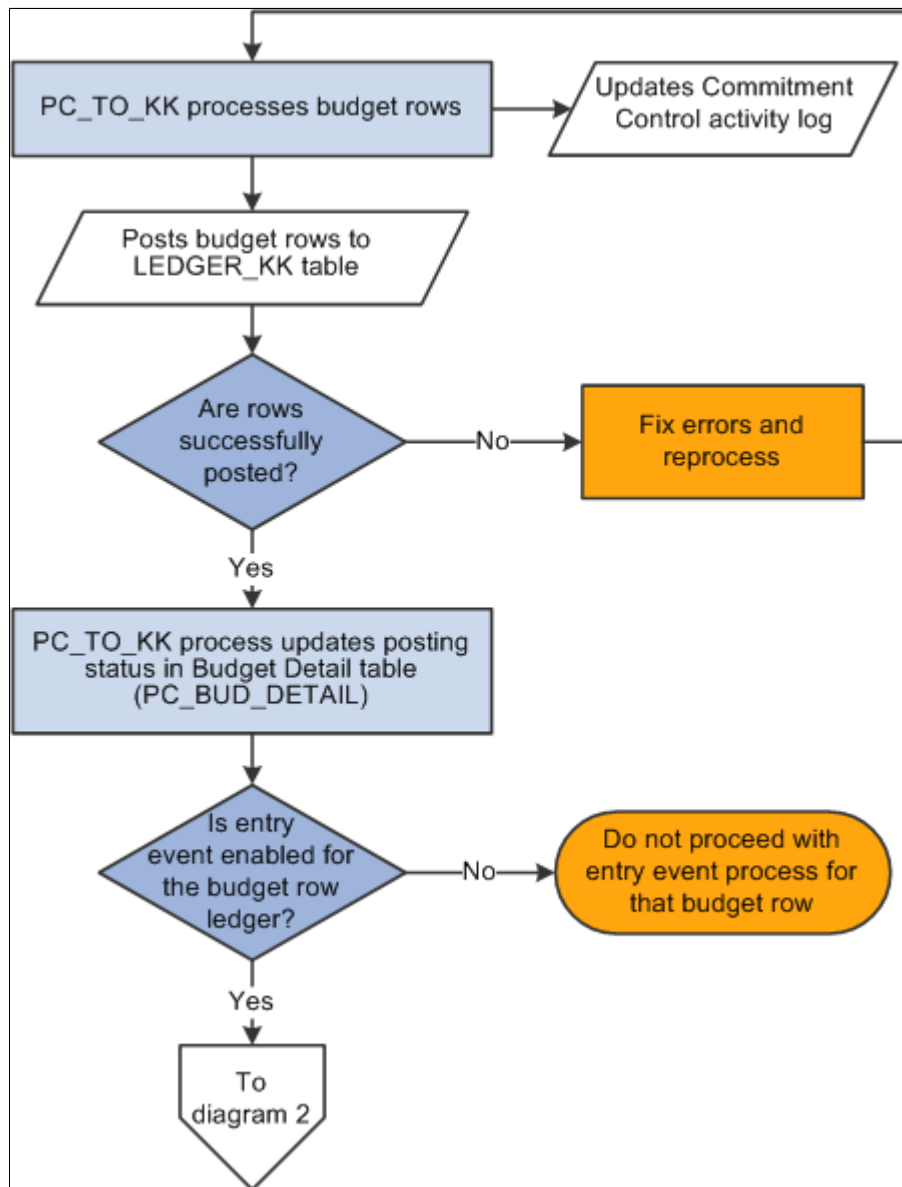 PC_TO_KK processes budget rows
Updates Commitment
Control activity log
Posts budget rows to
LEDGER_KK table
Are rows
successfully
posted?
No
Fix errors and
reprocess
Yes
PC_TO_KK process updates posting
status in Budget Detail table
(PC_BUD_DETAIL)
Is entry
event enabled for
the budget row
ledger?
No
Do not proceed with
entry event process for
that budget row
Yes
To
diagram 2